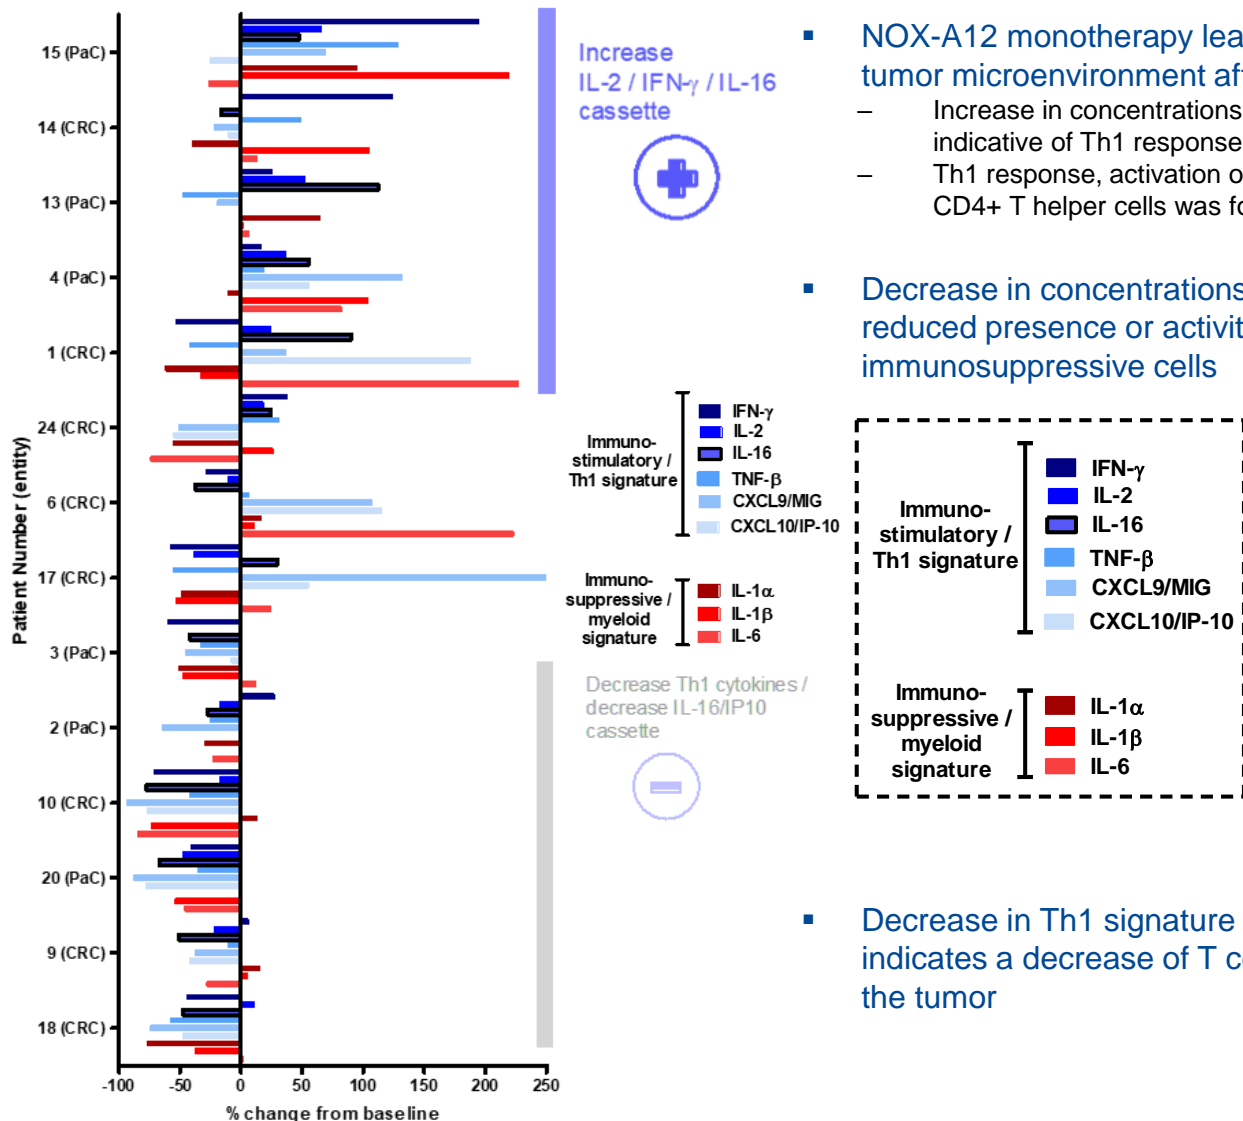 15 (PaC)
14 (CRC)
13 (PaC)
4 (PaC)
1 (CRC)
24 (CRC)
6 (CRC)
17 (CRC)
3 (PaC)
2 (PaC)
10 (CRC)
20 (PaC)
9 (CRC)
18 (CRC)
Patient Number (entity)
-100 -50 0 50 100 150 200 250
% change from baseline
Increase
IL-2 / IFN-γ / IL-16
cassette
Immuno-
stimulatory /
Th1 signature
IFN-γ
IL-2
IL-16
TNF-β
CXCL9/MIG
CXCL10/IP-10
Immuno-
suppressive /
myeloid
signature
IL-1α
IL-1β
IL-6
Decrease Th1 cytokines /
decrease IL-16/IP10
cassette
▪ NOX-A12 monotherapy lea
tumor microenvironment af
– Increase in concentrations
indicative of Th1 response
– Th1 response, activation o
CD4+ T helper cells was fo
▪ Decrease in concentrations
reduced presence or activit
immunosuppressive cells
Immuno-
stimulatory /
Th1 signature
IFN-γ
IL-2
IL-16
TNF-β
CXCL9/MIG
CXCL10/IP-10
Immuno-
suppressive /
myeloid
signature
IL-1α
IL-1β
IL-6
▪ Decrease in Th1 signature
indicates a decrease of T c
the tumor